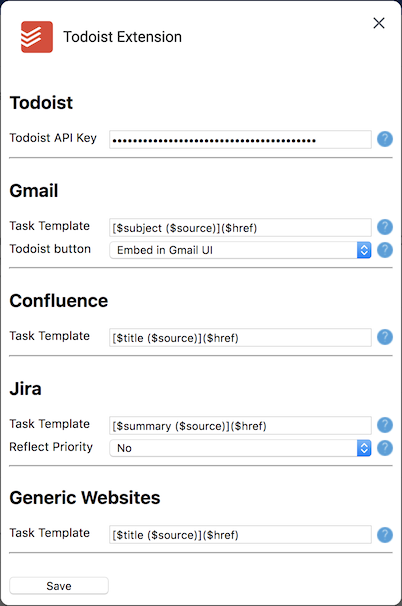 Todoist Extension
Todoist
Todoist API Key ••••••••••••••••••••••••••••••••••••••••
Gmail
Task Template [$subject ($source)]($href)
Todoist button Embed in Gmail UI
Confluence
Task Template [$title ($source)]($href)
Jira
Task Template [$summary ($source)]($href)
Reflect Priority No
Generic Websites
Task Template [$title ($source)]($href)
Save